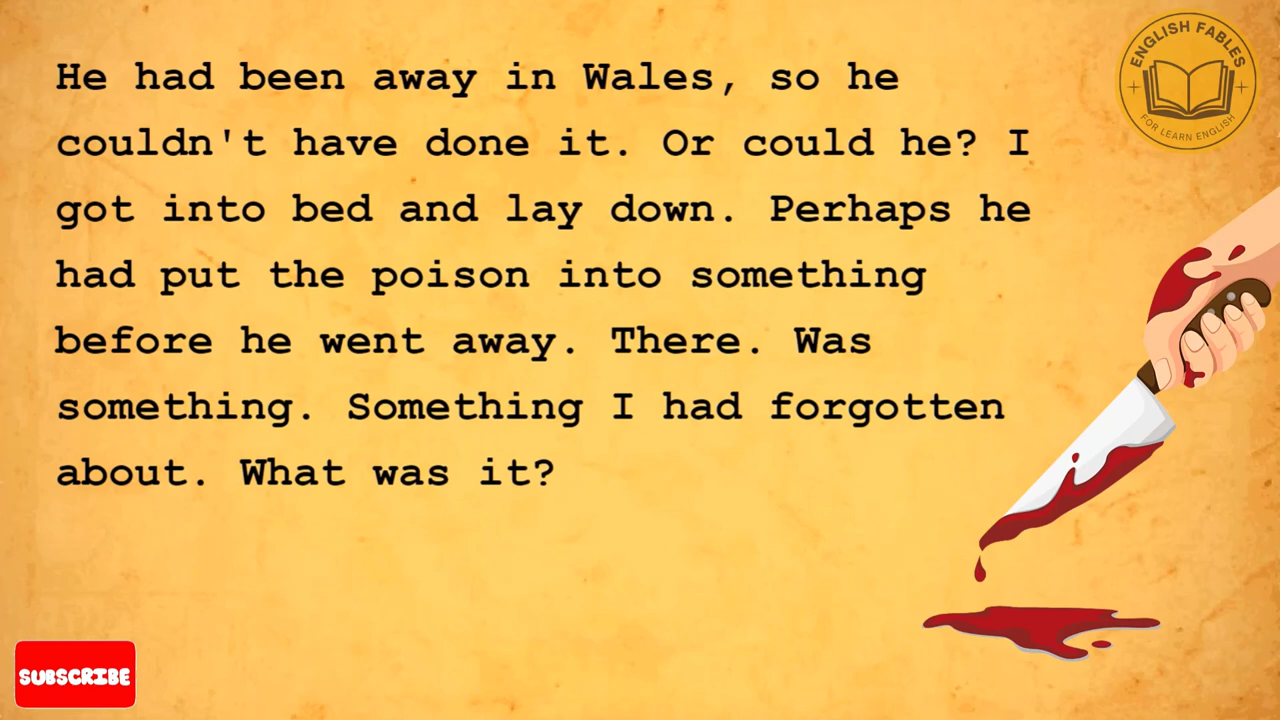 He had been away in Wales, so he
couldn't have done it. Or could he? I
got into bed and lay down. Perhaps he
had put the poison into something
before he went away. There. Was
something. Something I had forgotten
about. What was it?
ENGLISH FABLES
FOR LEARN ENGLISH
SUBSCRIBE